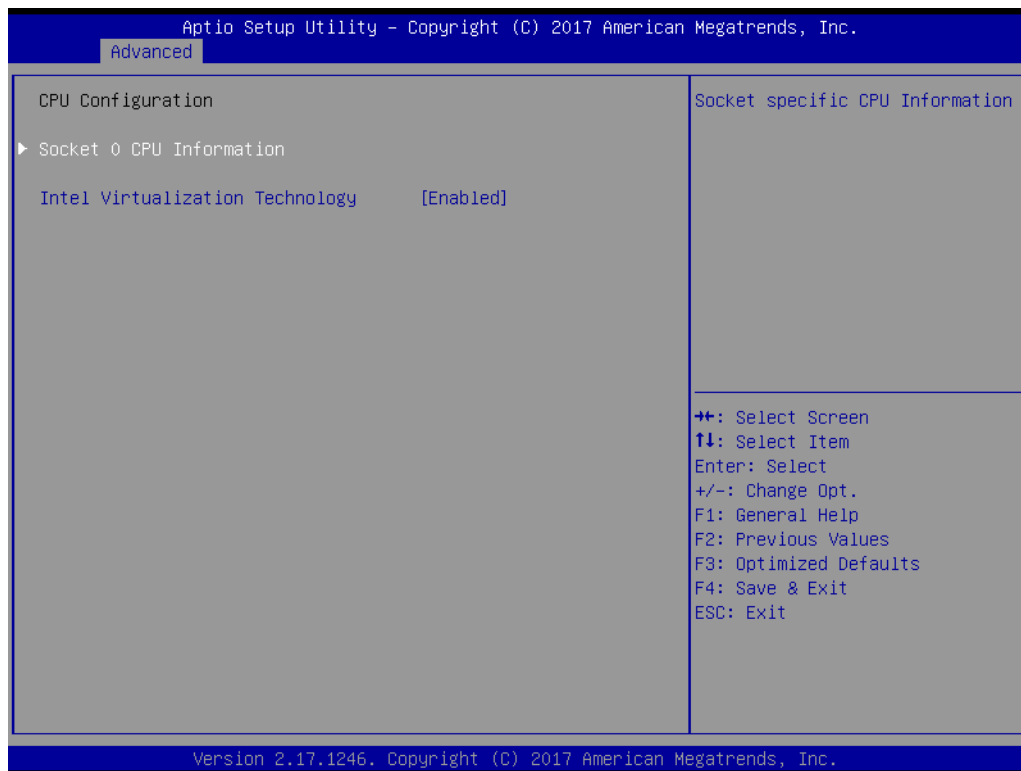 Aptio Setup Utility – Copyright (C) 2017 American Megatrends, Inc.
Advanced
CPU Configuration
Socket 0 CPU Information
Intel Virtualization Technology [Enabled]
Socket specific CPU Information
→←: Select Screen
↑↓: Select Item
Enter: Select
+/-: Change Opt.
F1: General Help
F2: Previous Values
F3: Optimized Defaults
F4: Save & Exit
ESC: Exit
Version 2.17.1246. Copyright (C) 2017 American Megatrends, Inc.